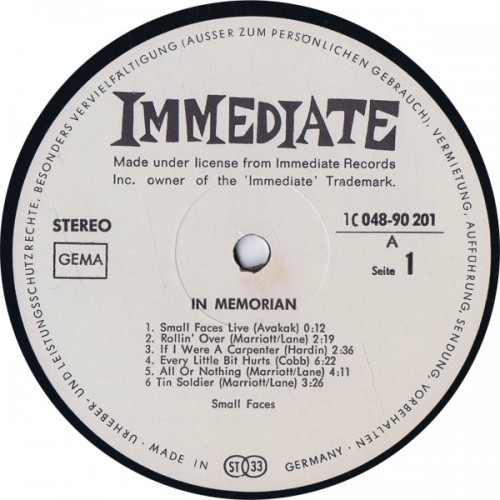 URHEBER- UND LEISTUNGSSCHUTZRECHTE, BESONDERS VERVIELFÄLTIGUNG (AUSSER ZUM PERSÖNLICHEN GEBRAUCH), VERMIETUNG, AUFFÜHRUNG, SENDUNG, VORBEHALTEN ·
IMMEDIATE
Made under license from Immediate Records
Inc. owner of the 'Immediate' Trademark.
STEREO
1C 048-90 201
GEMA
A
Seite 1
IN MEMORIAN
1. Small Faces Live (Avakak) 0:12
2. Rollin' Over (Marriott/Lane) 2:19
3. If I Were A Carpenter (Hardin) 2:36
4. Every Little Bit Hurts (Cobb) 6:22
5. All Or Nothing (Marriott/Lane) 4:11
6 Tin Soldier (Marriott/Lane) 3:26
Small Faces
MADE IN
ST 33
GERMANY ·